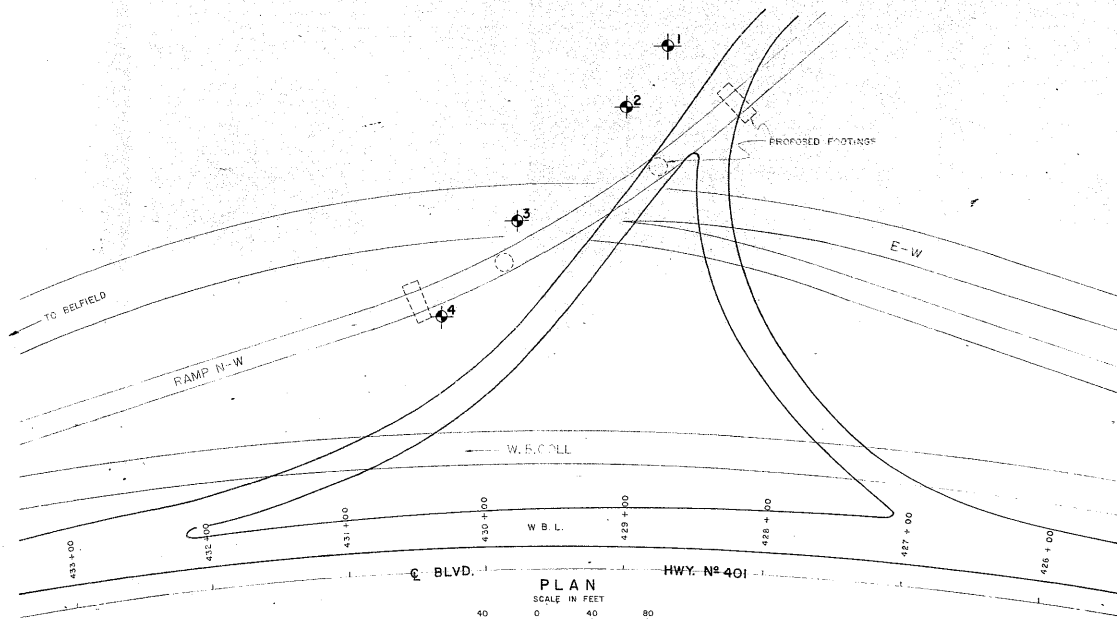 1
2
PROPOSED FOOTINGS
3
E-W
TO BELFIELD
4
RAMP N-W
W.B.COLL
W B.L.
433+00
432+00
431+00
430+00
429+00
428+00
427+00
426+00
℄ BLVD.
HWY. Nº 401
PLAN
SCALE IN FEET
40 0 40 80